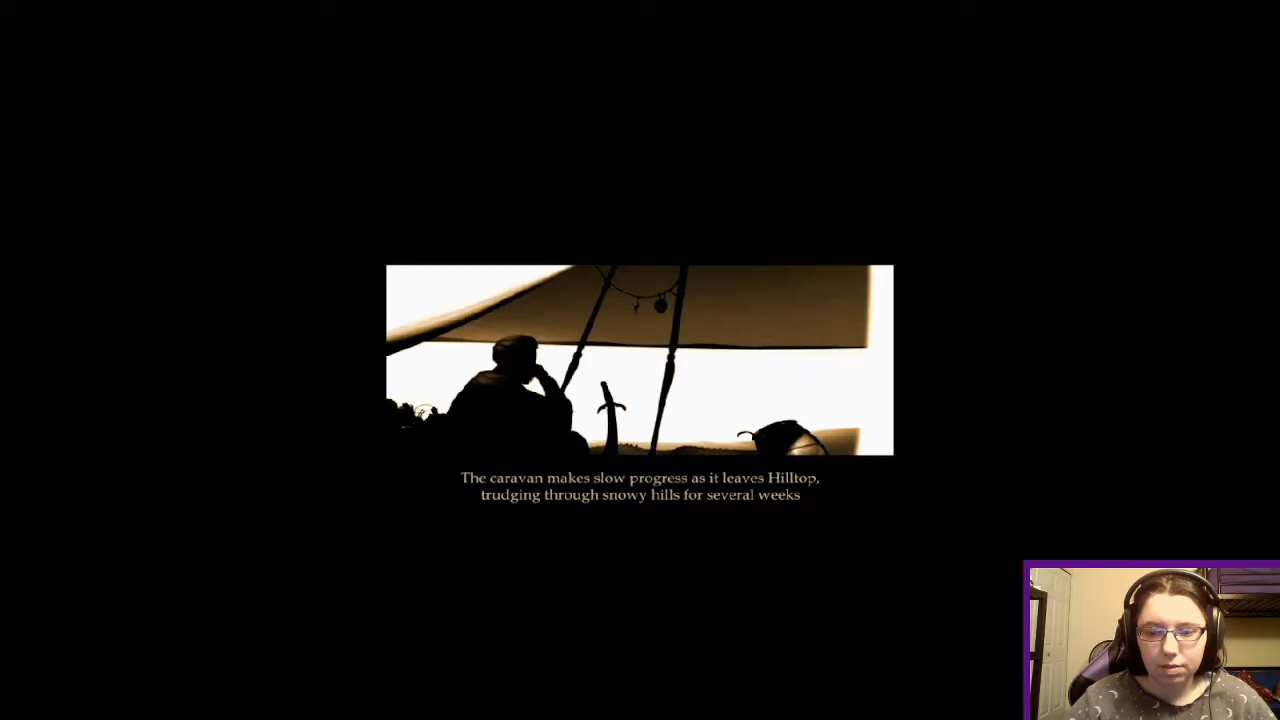 The caravan makes slow progress as it leaves Hilltop,
trudging through snowy hills for several weeks